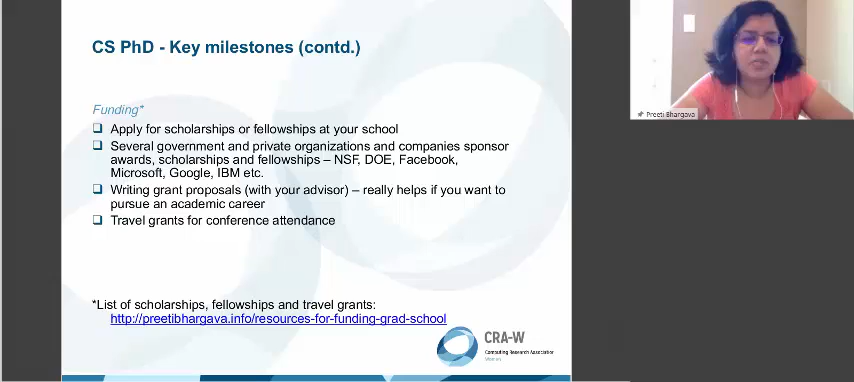 CS PhD - Key milestones (contd.)
Funding*
Apply for scholarships or fellowships at your school
Several government and private organizations and companies sponsor
awards, scholarships and fellowships – NSF, DOE, Facebook,
Microsoft, Google, IBM etc.
Writing grant proposals (with your advisor) – really helps if you want to
pursue an academic career
Travel grants for conference attendance
*List of scholarships, fellowships and travel grants:
http://preetibhargava.info/resources-for-funding-grad-school
CRA-W
Computing Research Association
Women
Preeti Bhargava